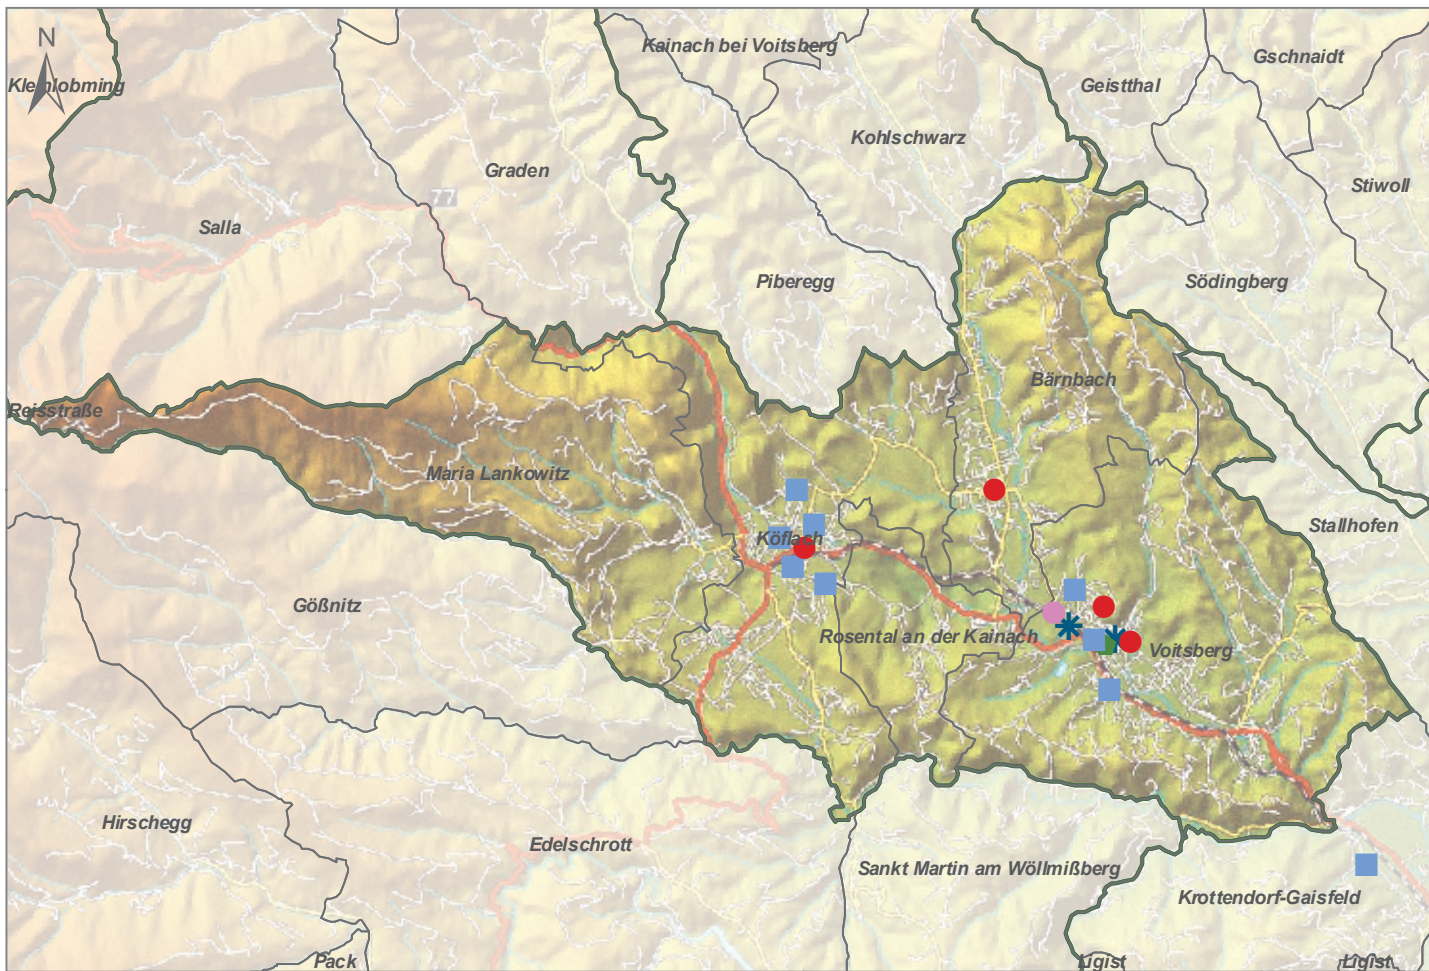 N
Kainach bei Voitsberg
Gschnaidt
Kleinlobming
Geistthal
Kohlschwarz
Graden
Stiwoll
77
Salla
Piberegg
Södingberg
Bärnbach
Reisstraße
Maria Lankowitz
Stallhofen
Köflach
Gößnitz
Rosental an der Kainach
Voitsberg
Hirschegg
Edelschrott
Sankt Martin am Wöllmißberg
Krottendorf-Gaisfeld
Pack
Ligist
Ligist